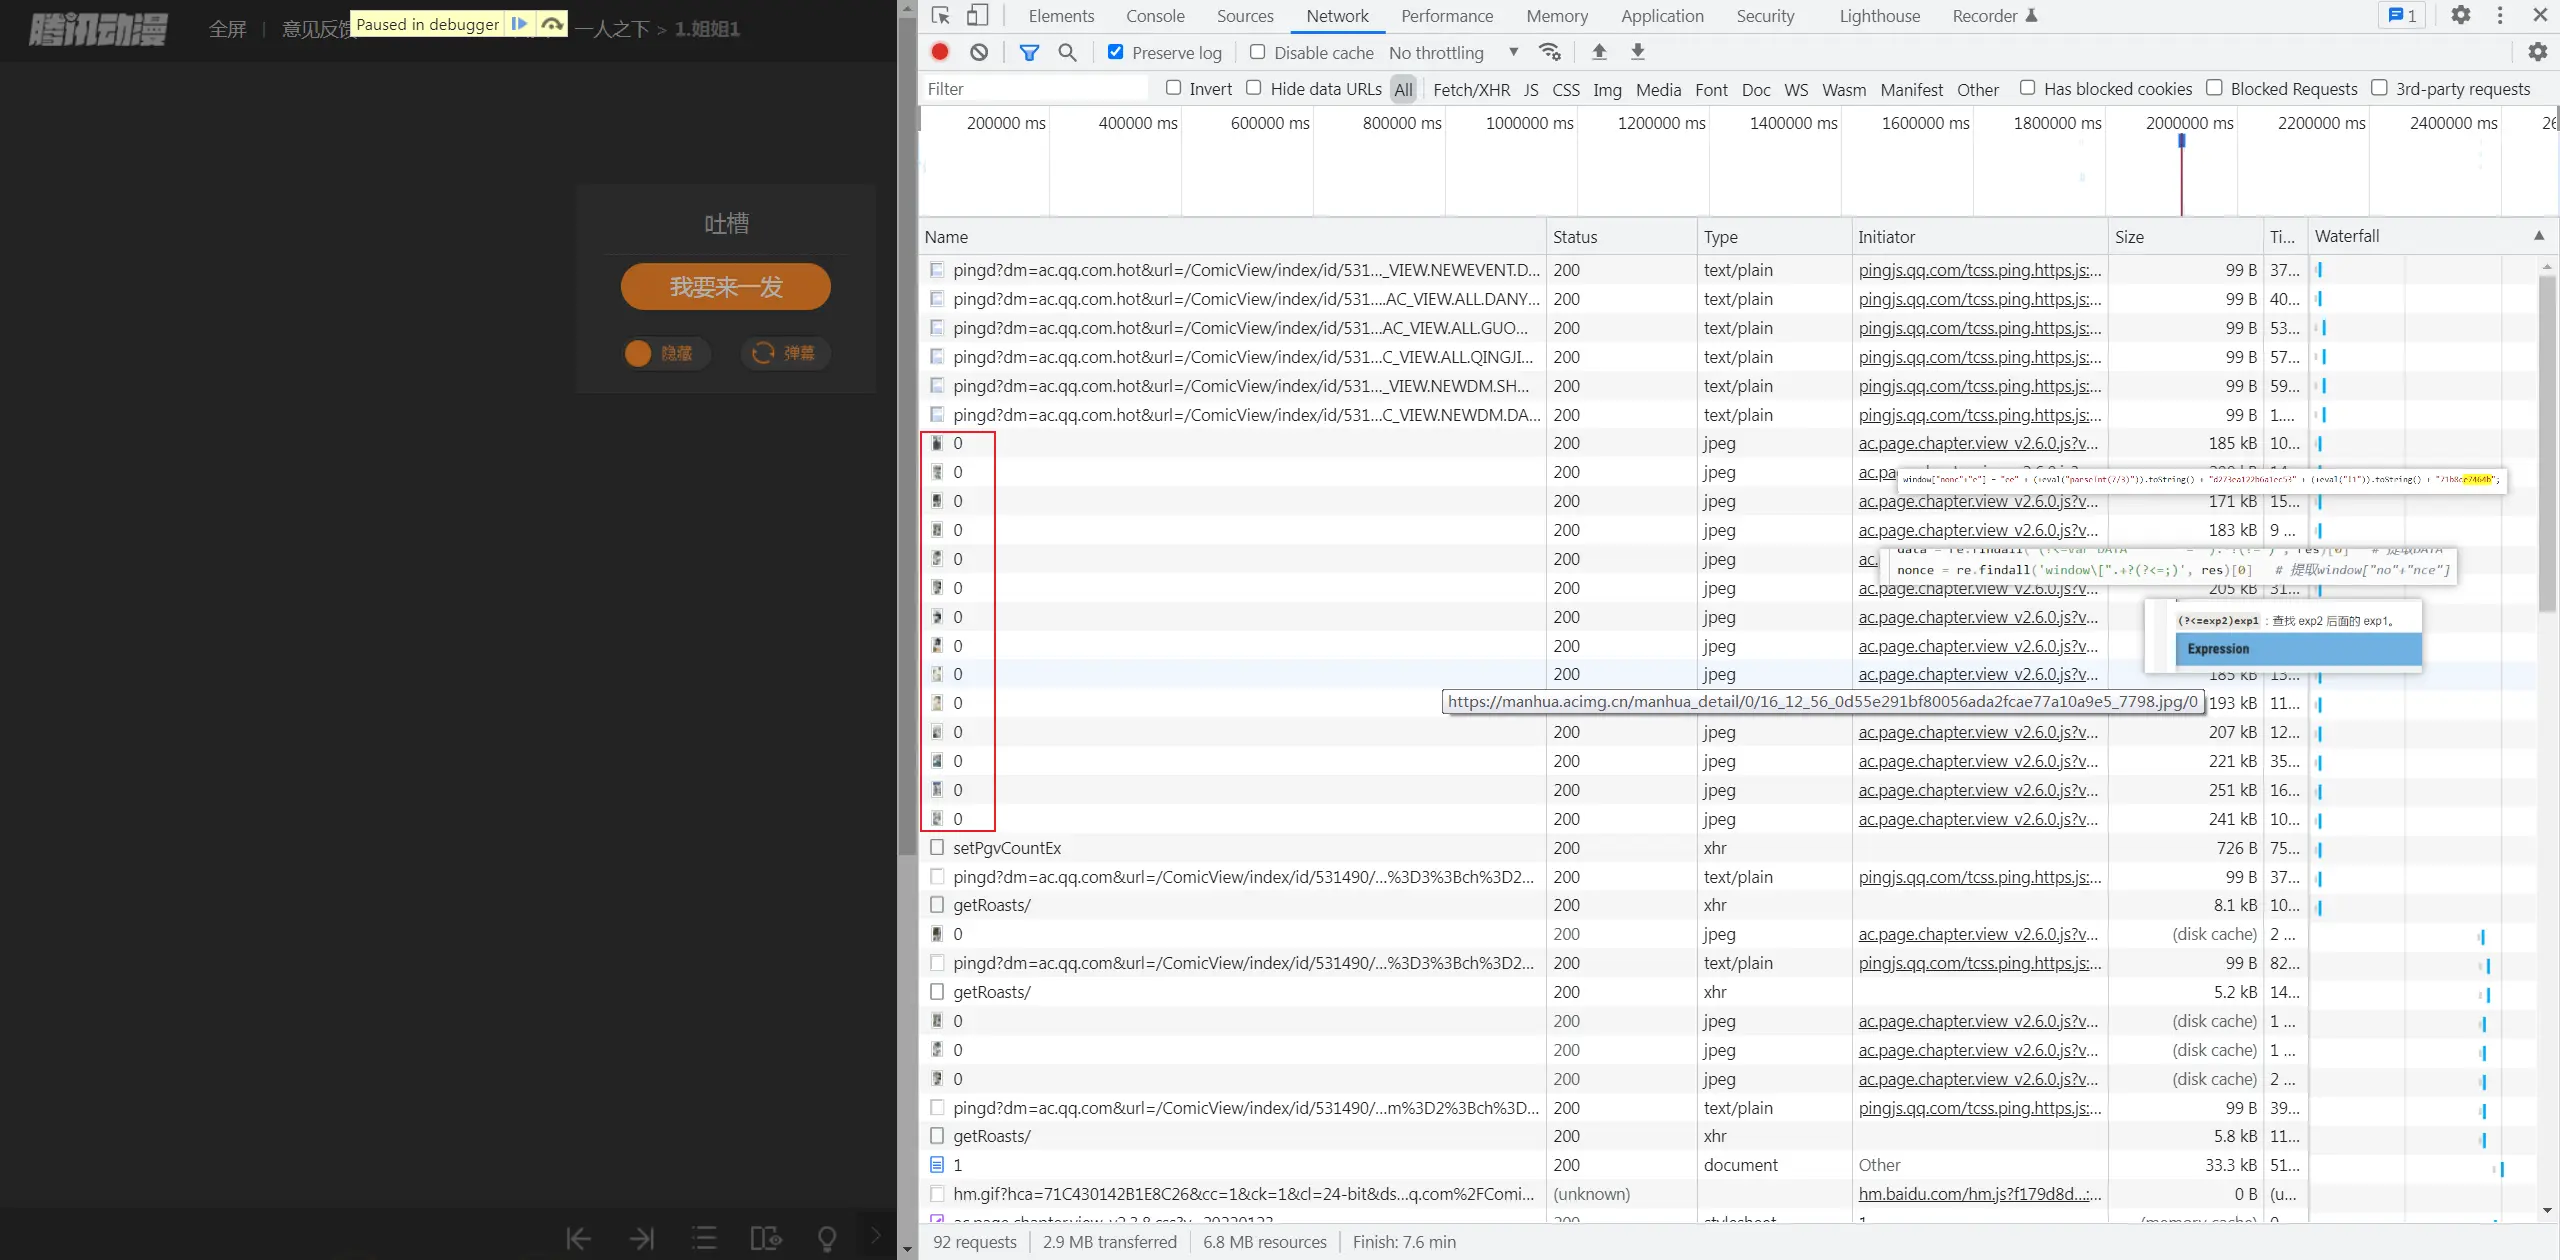 腾讯动漫
全屏 | 意见反馈
Paused in debugger
一人之下 > 1.姐姐1
吐槽
我要来一发
隐藏
弹幕
Elements Console Sources Network Performance Memory Application Security Lighthouse Recorder
1
Preserve log Disable cache No throttling
Filter Invert Hide data URLs All Fetch/XHR JS CSS Img Media Font Doc WS Wasm Manifest Other Has blocked cookies Blocked Requests 3rd-party requests
200000 ms 400000 ms 600000 ms 800000 ms 1000000 ms 1200000 ms 1400000 ms 1600000 ms 1800000 ms 2000000 ms 2200000 ms 2400000 ms
Name Status Type Initiator Size Ti... Waterfall
pingd?dm=ac.qq.com.hot&url=/ComicView/index/id/531..._VIEW.NEWEVENT.D... 200 text/plain pingjs.qq.com/tcss.ping.https.js:... 99 B 37...
pingd?dm=ac.qq.com.hot&url=/ComicView/index/id/531....AC_VIEW.ALL.DANY... 200 text/plain pingjs.qq.com/tcss.ping.https.js:... 99 B 40...
pingd?dm=ac.qq.com.hot&url=/ComicView/index/id/531...AC_VIEW.ALL.GUO... 200 text/plain pingjs.qq.com/tcss.ping.https.js:... 99 B 53...
pingd?dm=ac.qq.com.hot&url=/ComicView/index/id/531...C_VIEW.ALL.QINGJI... 200 text/plain pingjs.qq.com/tcss.ping.https.js:... 99 B 57...
pingd?dm=ac.qq.com.hot&url=/ComicView/index/id/531..._VIEW.NEWDM.SH... 200 text/plain pingjs.qq.com/tcss.ping.https.js:... 99 B 59...
pingd?dm=ac.qq.com.hot&url=/ComicView/index/id/531...C_VIEW.NEWDM.DA... 200 text/plain pingjs.qq.com/tcss.ping.https.js:... 99 B 1....
0 200 jpeg ac.page.chapter.view_v2.6.0.js?v... 185 kB 10...
0 200 jpeg ac.pa
window["nonc"+"e"] = "ee" + (+eval("parseInt(7/3)")).toString() + "d273ea122b6a1ec53" + (+eval("11")).toString() + "71b8ce7464b";
0 200 jpeg ac.page.chapter.view_v2.6.0.js?v... 171 kB 15...
0 200 jpeg ac.page.chapter.view_v2.6.0.js?v... 183 kB 9 ...
0 200 jpeg ac.
nonce = re.findall('window\[".+?(?<=;)', res)[0] # 提取window["no"+"nce"]
0 200 jpeg ac.page.chapter.view_v2.6.0.js?v... 205 kB 31...
0 200 jpeg ac.page.chapter.view_v2.6.0.js?v...
(?<=exp2)exp1 : 查找 exp2 后面的 exp1。
0 200 jpeg ac.page.chapter.view_v2.6.0.js?v...
Expression
0 200 jpeg ac.page.chapter.view_v2.6.0.js?v... 185 kB 13...
0 https://manhua.acimg.cn/manhua_detail/0/16_12_56_0d55e291bf80056ada2fcae77a10a9e5_7798.jpg/0 193 kB 11...
0 200 jpeg ac.page.chapter.view_v2.6.0.js?v... 207 kB 12...
0 200 jpeg ac.page.chapter.view_v2.6.0.js?v... 221 kB 35...
0 200 jpeg ac.page.chapter.view_v2.6.0.js?v... 251 kB 16...
0 200 jpeg ac.page.chapter.view_v2.6.0.js?v... 241 kB 10...
setPgvCountEx 200 xhr 726 B 75...
pingd?dm=ac.qq.com&url=/ComicView/index/id/531490/...%3D3%3Bch%3D2... 200 text/plain pingjs.qq.com/tcss.ping.https.js:... 99 B 37...
getRoasts/ 200 xhr 8.1 kB 10...
0 200 jpeg ac.page.chapter.view_v2.6.0.js?v... (disk cache) 2 ...
pingd?dm=ac.qq.com&url=/ComicView/index/id/531490/...%3D3%3Bch%3D2... 200 text/plain pingjs.qq.com/tcss.ping.https.js:... 99 B 82...
getRoasts/ 200 xhr 5.2 kB 14...
0 200 jpeg ac.page.chapter.view_v2.6.0.js?v... (disk cache) 1 ...
0 200 jpeg ac.page.chapter.view_v2.6.0.js?v... (disk cache) 1 ...
0 200 jpeg ac.page.chapter.view_v2.6.0.js?v... (disk cache) 2 ...
pingd?dm=ac.qq.com&url=/ComicView/index/id/531490/...m%3D2%3Bch%3D... 200 text/plain pingjs.qq.com/tcss.ping.https.js:... 99 B 39...
getRoasts/ 200 xhr 5.8 kB 11...
1 200 document Other 33.3 kB 51...
hm.gif?hca=71C430142B1E8C26&cc=1&ck=1&cl=24-bit&ds...q.com%2FComi... (unknown) hm.baidu.com/hm.js?f179d8d...:... 0 B (u...
92 requests 2.9 MB transferred 6.8 MB resources Finish: 7.6 min